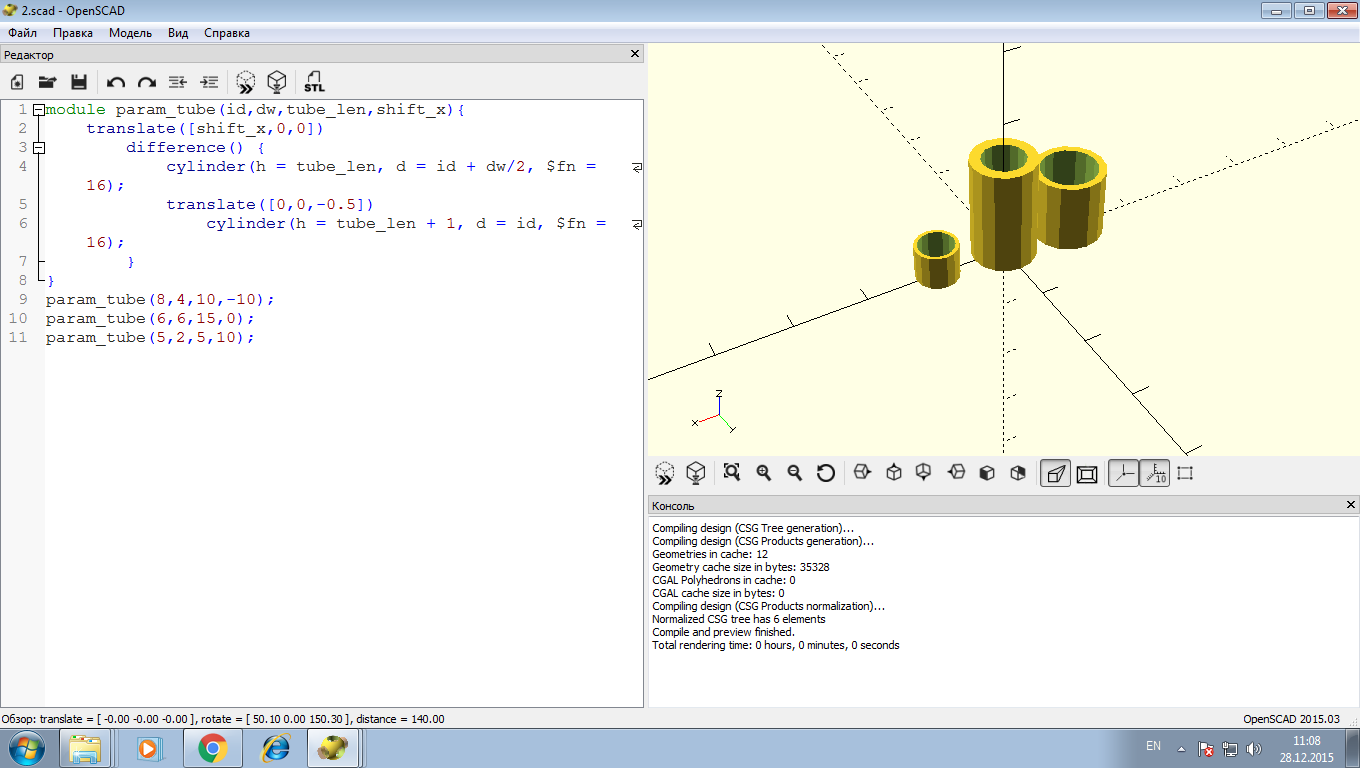 2.scad - OpenSCAD
Файл Правка Модель Вид Справка
Редактор
STL
1 module param_tube(id,dw,tube_len,shift_x){
2 translate([shift_x,0,0])
3 difference() {
4 cylinder(h = tube_len, d = id + dw/2, $fn =
16);
5 translate([0,0,-0.5])
6 cylinder(h = tube_len + 1, d = id, $fn =
16);
7 }
8 }
9 param_tube(8,4,10,-10);
10 param_tube(6,6,15,0);
11 param_tube(5,2,5,10);
z
x
y
10
Консоль
Compiling design (CSG Tree generation)...
Compiling design (CSG Products generation)...
Geometries in cache: 12
Geometry cache size in bytes: 35328
CGAL Polyhedrons in cache: 0
CGAL cache size in bytes: 0
Compiling design (CSG Products normalization)...
Normalized CSG tree has 6 elements
Compile and preview finished.
Total rendering time: 0 hours, 0 minutes, 0 seconds
Обзор: translate = [ -0.00 -0.00 -0.00 ], rotate = [ 50.10 0.00 150.30 ], distance = 140.00
OpenSCAD 2015.03
EN
11:08
28.12.2015